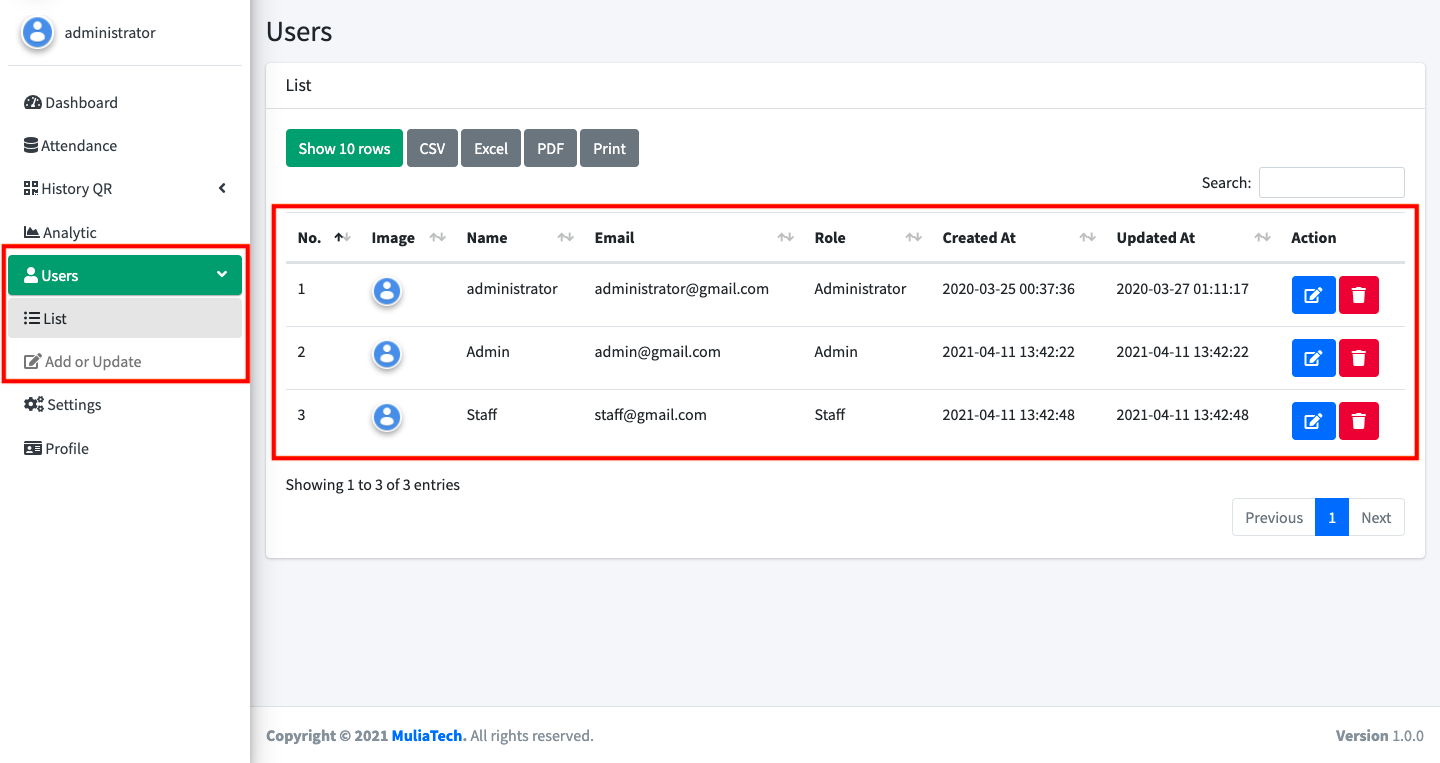 administrator
Dashboard
Attendance
History QR
Analytic
Users
List
Add or Update
Settings
Profile
Users
List
Show 10 rows CSV Excel PDF Print
Search:
No. Image Name Email Role Created At Updated At Action
1 administrator administrator@gmail.com Administrator 2020-03-25 00:37:36 2020-03-27 01:11:17
2 Admin admin@gmail.com Admin 2021-04-11 13:42:22 2021-04-11 13:42:22
3 Staff staff@gmail.com Staff 2021-04-11 13:42:48 2021-04-11 13:42:48
Showing 1 to 3 of 3 entries
Previous 1 Next
Copyright © 2021 MuliaTech. All rights reserved. Version 1.0.0